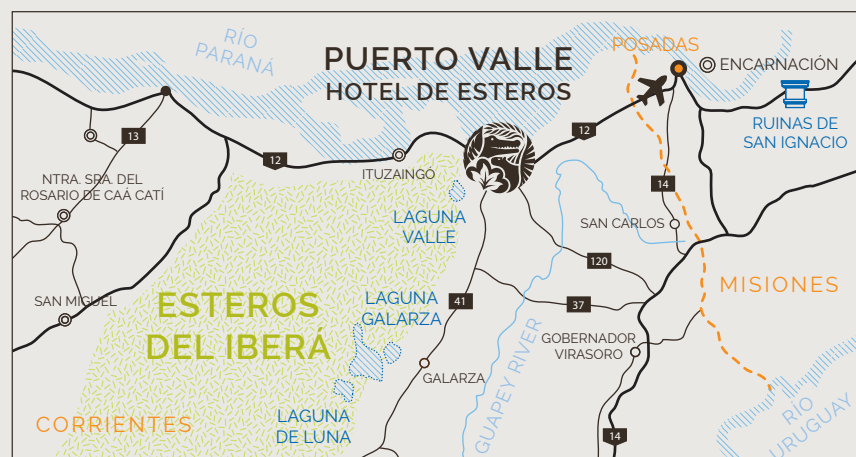 RÍO
PARANÁ
PUERTO VALLE
HOTEL DE ESTEROS
POSADAS
ENCARNACIÓN
RUINAS DE
SAN IGNACIO
13
12
12
ITUZAINGÓ
NTRA. SRA. DEL
ROSARIO DE CAÁ CATÍ
14
LAGUNA
VALLE
SAN CARLOS
120
MISIONES
SAN MIGUEL
ESTEROS
DEL IBERÁ
LAGUNA
GALARZA
41
37
GUAPEY RIVER
GOBERNADOR
VIRASORO
GALARZA
CORRIENTES
LAGUNA
DE LUNA
14
RÍO
URUGUAY